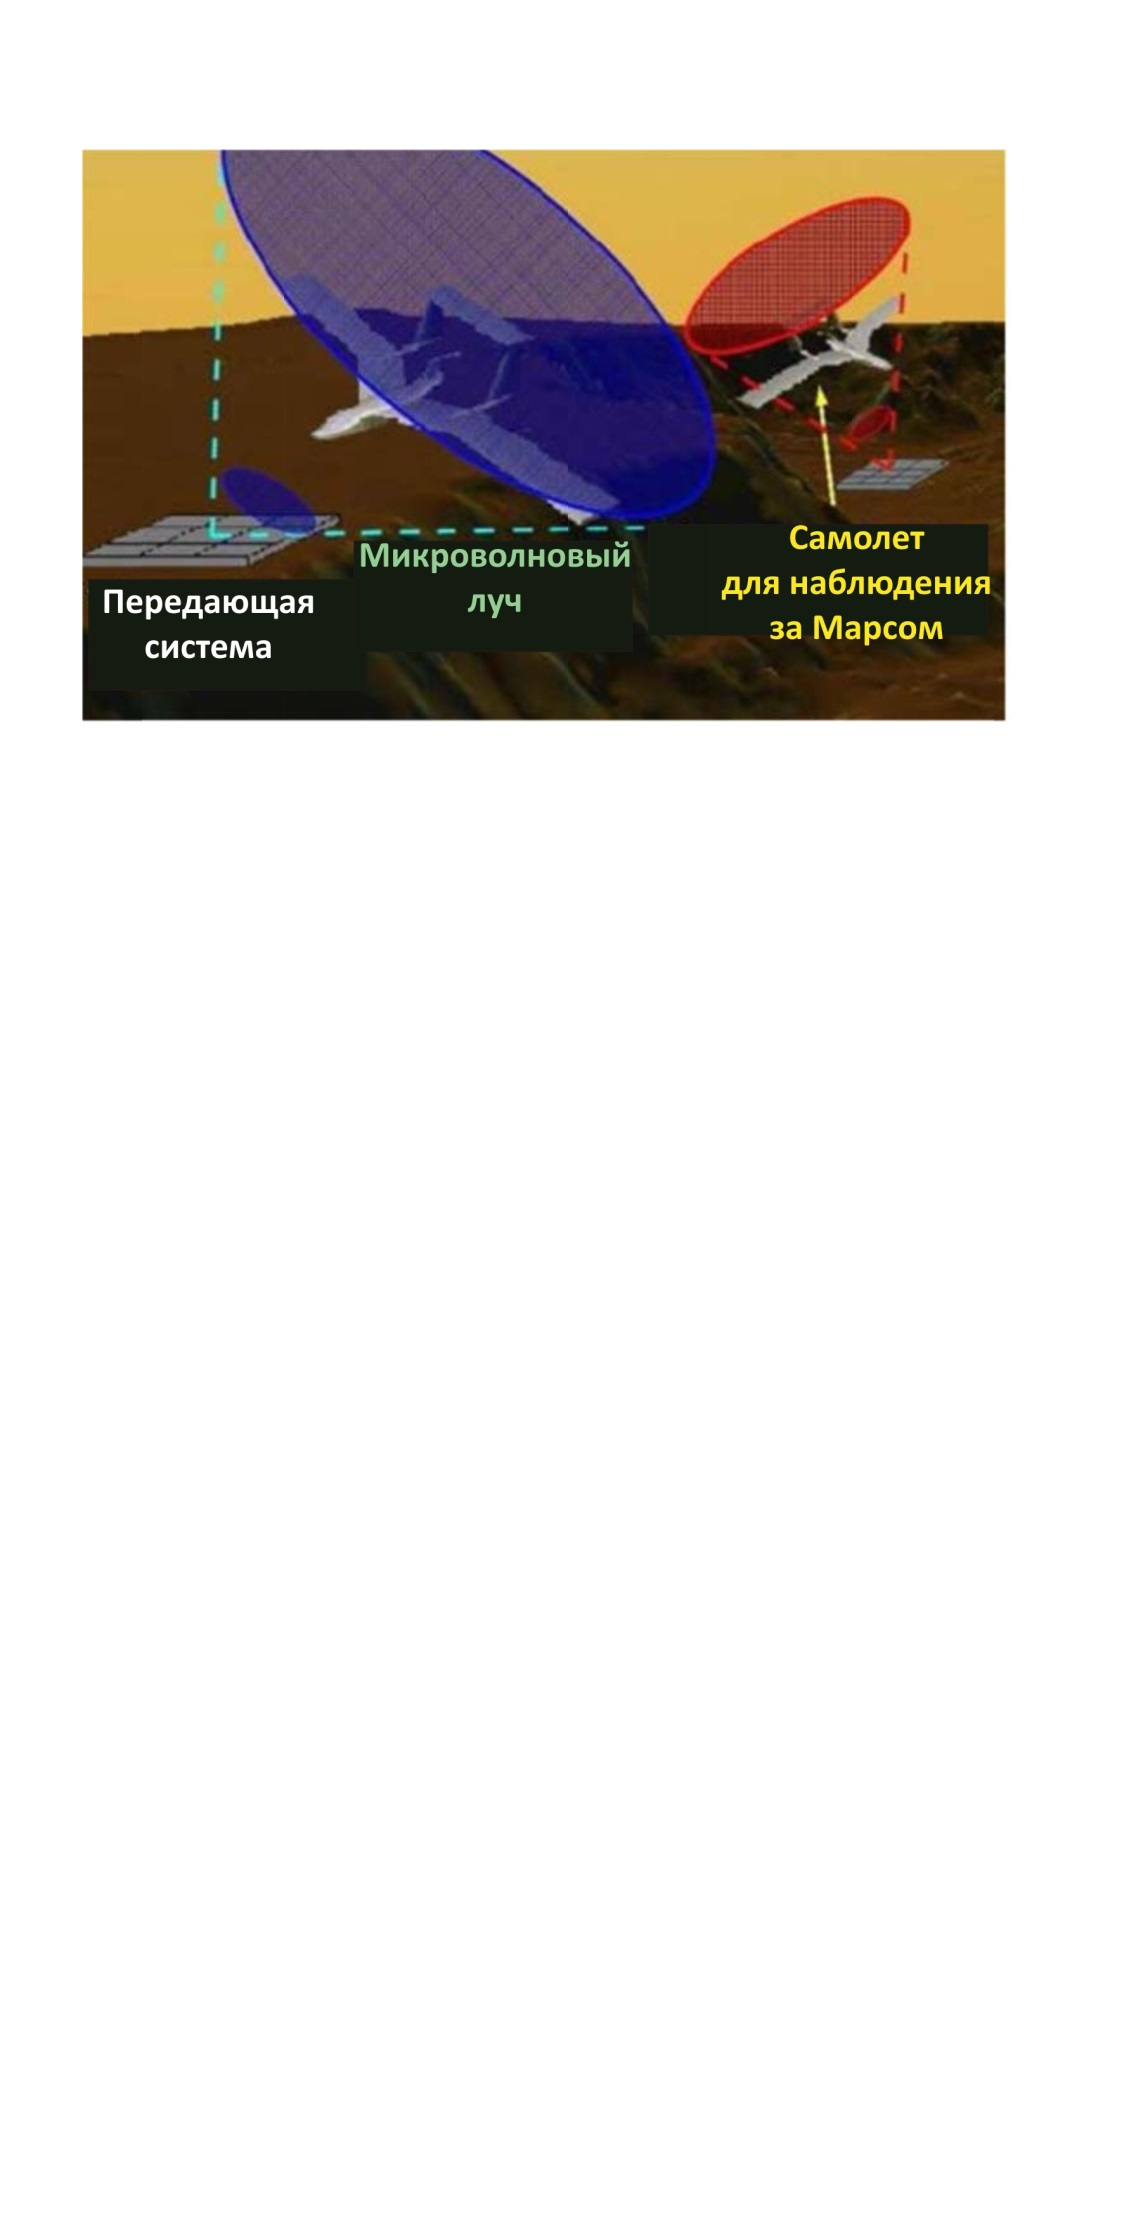 Передающая
система
Микроволновый
луч
Самолет
для наблюдения
за Марсом